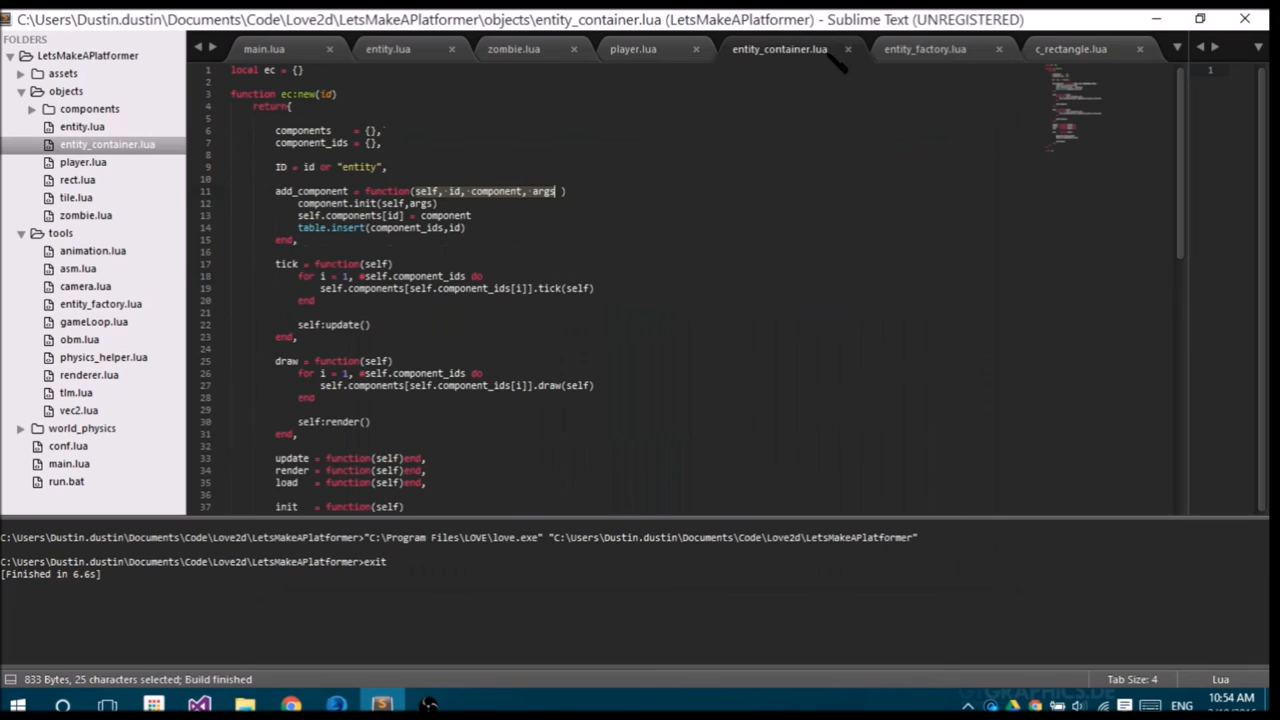 C:\Users\Dustin.dustin\Documents\Code\Love2d\LetsMakeAPlatformer\objects\entity_container.lua (LetsMakeAPlatformer) - Sublime Text (UNREGISTERED)
FOLDERS
LetsMakeAPlatformer
assets
objects
components
entity.lua
entity_container.lua
player.lua
rect.lua
tile.lua
zombie.lua
tools
animation.lua
asm.lua
camera.lua
entity_factory.lua
gameLoop.lua
obm.lua
physics_helper.lua
renderer.lua
tlm.lua
vec2.lua
world_physics
conf.lua
main.lua
run.bat
main.lua × entity.lua × zombie.lua × player.lua × entity_container.lua × entity_factory.lua × c_rectangle.lua ×
1 local ec = {}
2
3 function ec:new(id)
4 return{
5
6 components = {},
7 component_ids = {},
8
9 ID = id or "entity",
10
11 add_component = function(self, id, component, args )
12 component.init(self,args)
13 self.components[id] = component
14 table.insert(component_ids,id)
15 end,
16
17 tick = function(self)
18 for i = 1, #self.component_ids do
19 self.components[self.component_ids[i]].tick(self)
20 end
21
22 self:update()
23 end,
24
25 draw = function(self)
26 for i = 1, #self.component_ids do
27 self.components[self.component_ids[i]].draw(self)
28 end
29
30 self:render()
31 end,
32
33 update = function(self)end,
34 render = function(self)end,
35 load = function(self)end,
36
37 init = function(self)
1
C:\Users\Dustin.dustin\Documents\Code\Love2d\LetsMakeAPlatformer>"C:\Program Files\LOVE\love.exe" "C:\Users\Dustin.dustin\Documents\Code\Love2d\LetsMakeAPlatformer"
C:\Users\Dustin.dustin\Documents\Code\Love2d\LetsMakeAPlatformer>exit
[Finished in 6.6s]
833 Bytes, 25 characters selected; Build finished
Tab Size: 4
Lua
ENG
10:54 AM